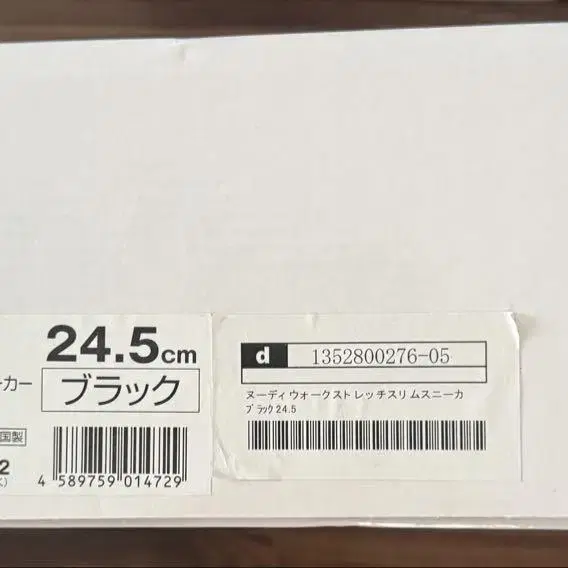 24.5cm
ーカー
ブラック
国製
2
4 589759 014729
d 1352800276-05
ヌーディウォークストレッチスリムスニーカ
ブラック24.5